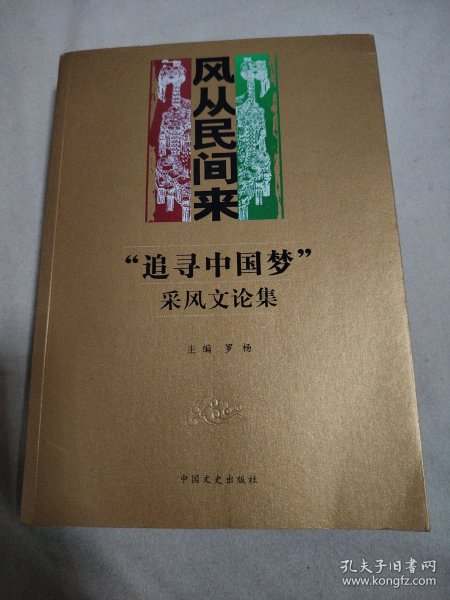 风从民间来
“追寻中国梦”
采风文论集
主编 罗杨
中国文史出版社
孔夫子旧书网
www.kongfz.com